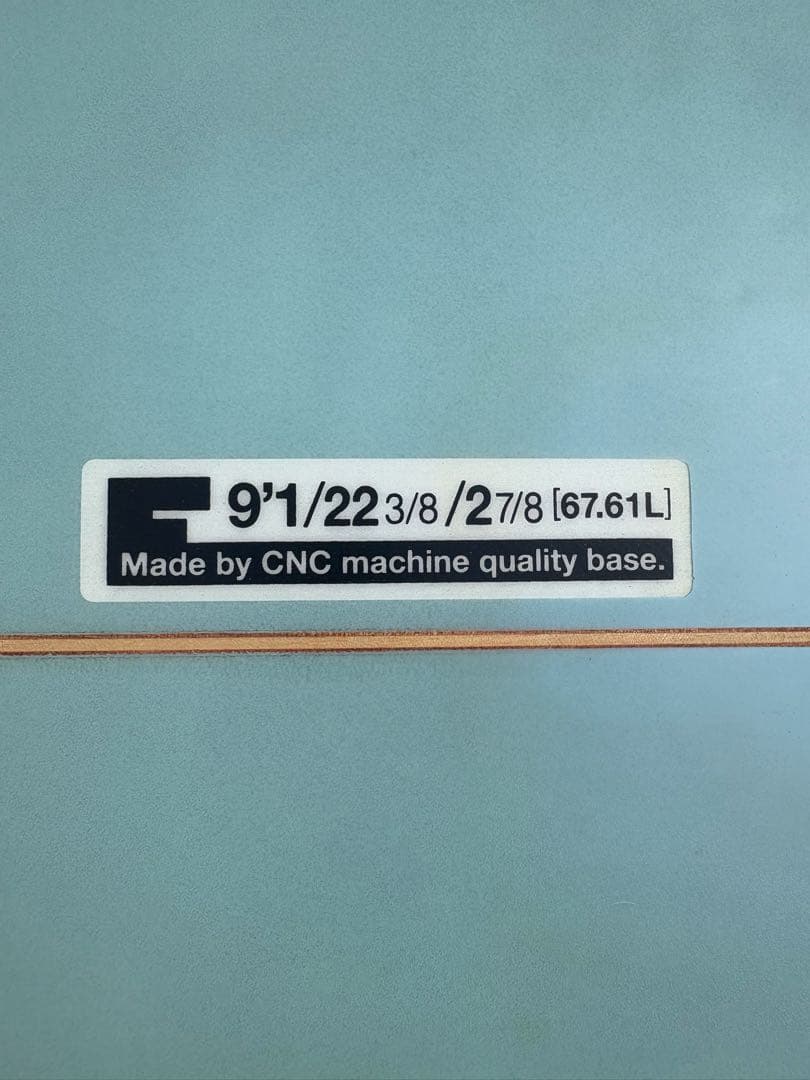 9’1/22 3/8 /2 7/8 [67.61L]
Made by CNC machine quality base.